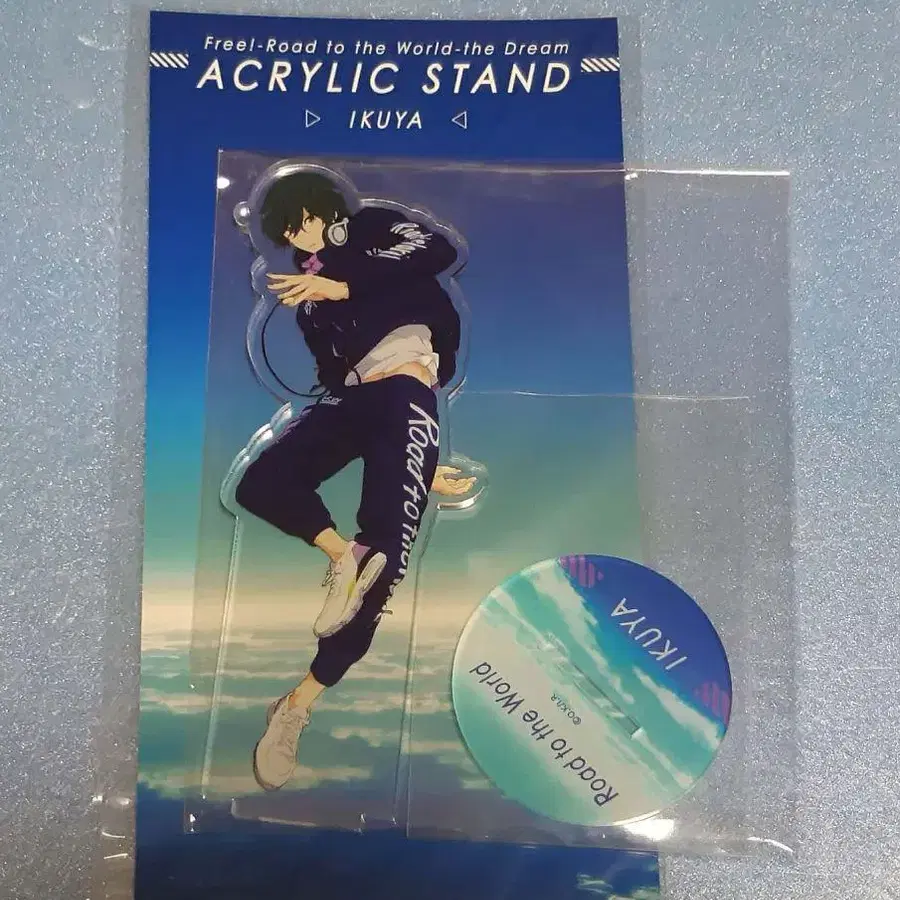 Free!-Road to the World-the Dream
ACRYLIC STAND
▷ IKUYA ◁
Road to the World
IKUYA
Road to the World
©o,K/I,R